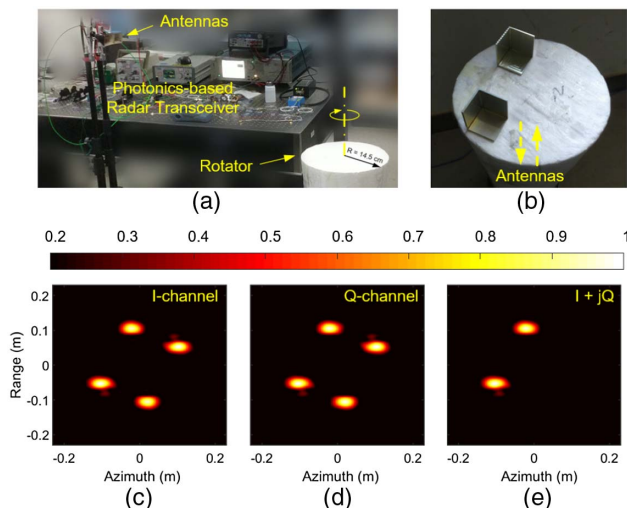 Antennas
Photonics-based
Radar Transceiver
Rotator
R = 14.5 cm
Antennas
(a)
(b)
0.2 0.3 0.4 0.5 0.6 0.7 0.8 0.9 1
I-channel
Q-channel
I + jQ
Range (m)
0.2
0.1
0
-0.1
-0.2
-0.2 0 0.2
-0.2 0 0.2
-0.2 0 0.2
Azimuth (m)
Azimuth (m)
Azimuth (m)
(c)
(d)
(e)